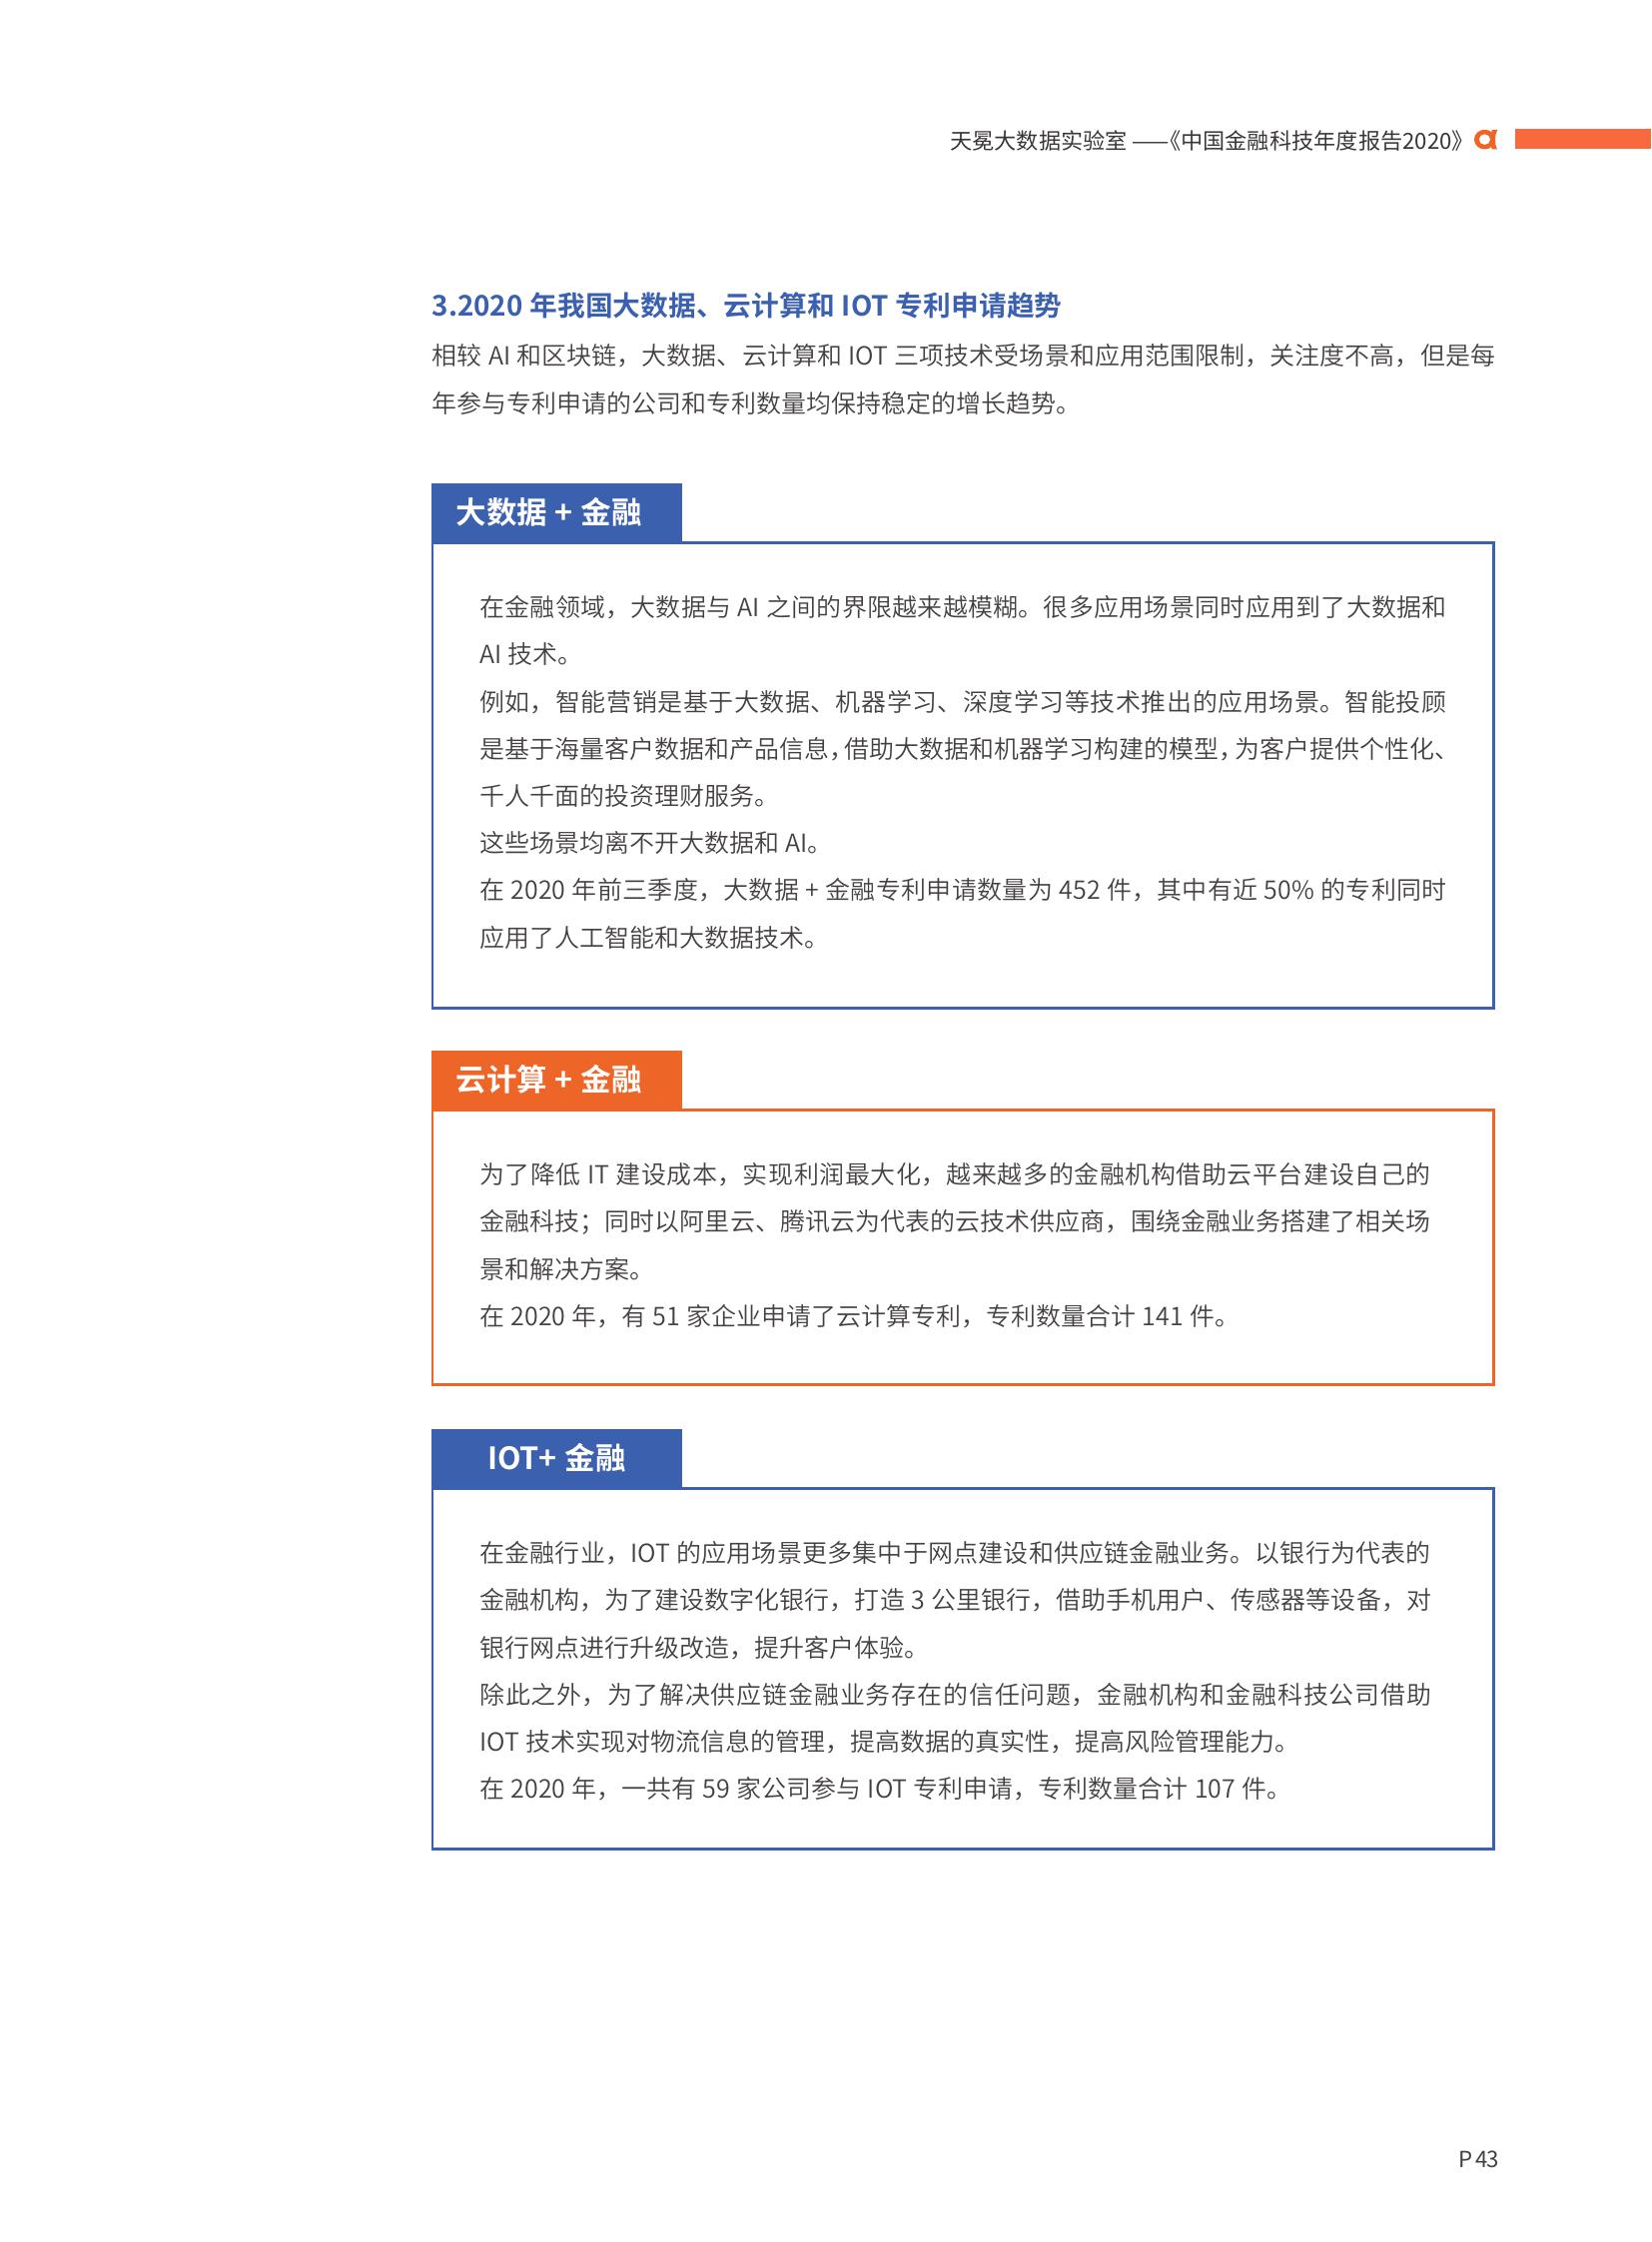 天冕大数据实验室 ——《中国金融科技年度报告2020》
3.2020 年我国大数据、云计算和 IOT 专利申请趋势
相较 AI 和区块链，大数据、云计算和 IOT 三项技术受场景和应用范围限制，关注度不高，但是每
年参与专利申请的公司和专利数量均保持稳定的增长趋势。
大数据 + 金融
在金融领域，大数据与 AI 之间的界限越来越模糊。很多应用场景同时应用到了大数据和
AI 技术。
例如，智能营销是基于大数据、机器学习、深度学习等技术推出的应用场景。智能投顾
是基于海量客户数据和产品信息，借助大数据和机器学习构建的模型，为客户提供个性化、
千人千面的投资理财服务。
这些场景均离不开大数据和 AI。
在 2020 年前三季度，大数据 + 金融专利申请数量为 452 件，其中有近 50% 的专利同时
应用了人工智能和大数据技术。
云计算 + 金融
为了降低 IT 建设成本，实现利润最大化，越来越多的金融机构借助云平台建设自己的
金融科技；同时以阿里云、腾讯云为代表的云技术供应商，围绕金融业务搭建了相关场
景和解决方案。
在 2020 年，有 51 家企业申请了云计算专利，专利数量合计 141 件。
IOT+ 金融
在金融行业，IOT 的应用场景更多集中于网点建设和供应链金融业务。以银行为代表的
金融机构，为了建设数字化银行，打造 3 公里银行，借助手机用户、传感器等设备，对
银行网点进行升级改造，提升客户体验。
除此之外，为了解决供应链金融业务存在的信任问题，金融机构和金融科技公司借助
IOT 技术实现对物流信息的管理，提高数据的真实性，提高风险管理能力。
在 2020 年，一共有 59 家公司参与 IOT 专利申请，专利数量合计 107 件。
P 43